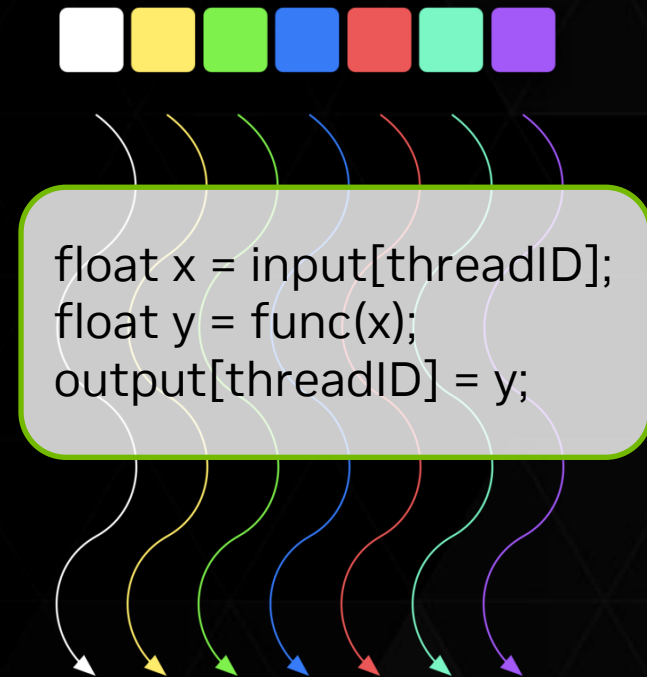 float x = input[threadID];
float y = func(x);
output[threadID] = y;